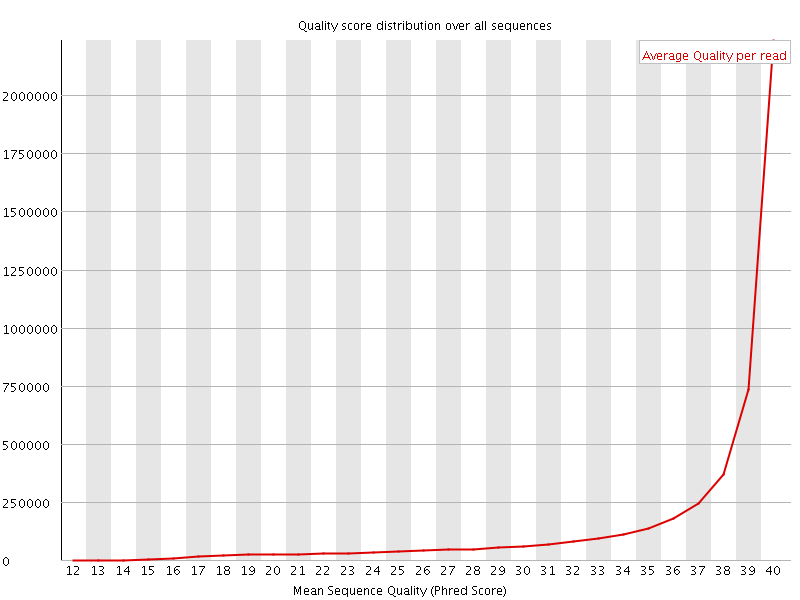 Quality score distribution over all sequences
Average Quality per read
2000000
1750000
1500000
1250000
1000000
750000
500000
250000
0
12 13 14 15 16 17 18 19 20 21 22 23 24 25 26 27 28 29 30 31 32 33 34 35 36 37 38 39 40
Mean Sequence Quality (Phred Score)